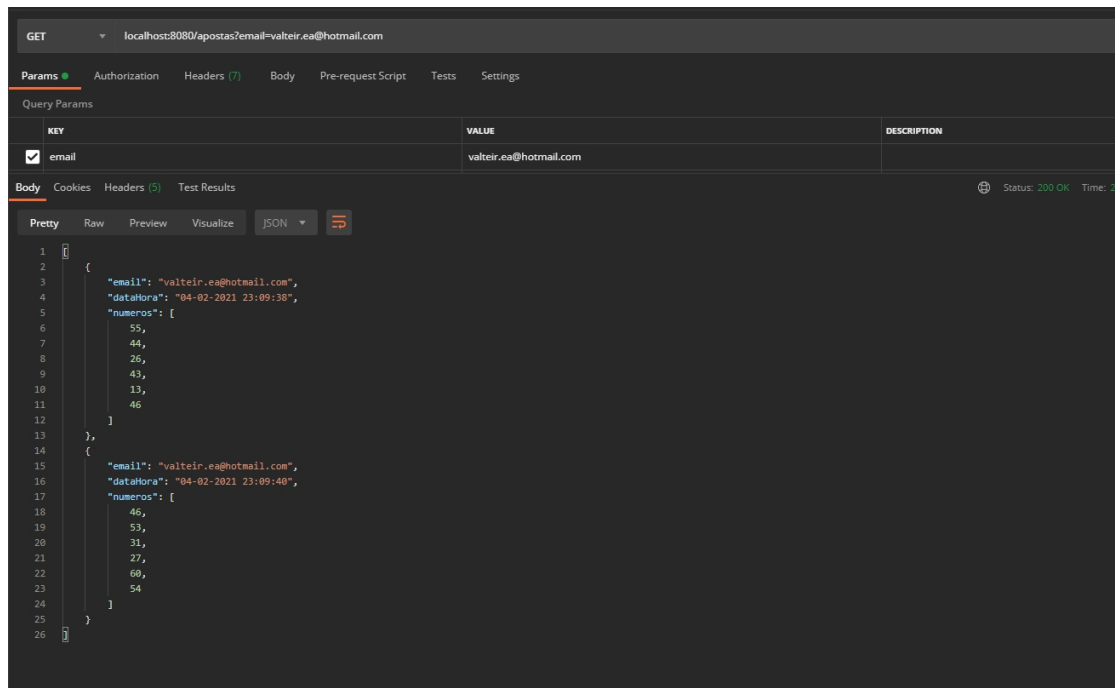 GET localhost:8080/apostas?email=valteir.ea@hotmail.com
Params Authorization Headers (7) Body Pre-request Script Tests Settings
Query Params
KEY VALUE DESCRIPTION
email valteir.ea@hotmail.com
Body Cookies Headers (5) Test Results Status: 200 OK Time: 2
Pretty Raw Preview Visualize JSON
1 [
2 {
3 "email": "valteir.ea@hotmail.com",
4 "dataHora": "04-02-2021 23:09:38",
5 "numeros": [
6 55,
7 44,
8 26,
9 43,
10 13,
11 46
12 ]
13 },
14 {
15 "email": "valteir.ea@hotmail.com",
16 "dataHora": "04-02-2021 23:09:40",
17 "numeros": [
18 46,
19 53,
20 31,
21 27,
22 60,
23 54
24 ]
25 }
26 ]